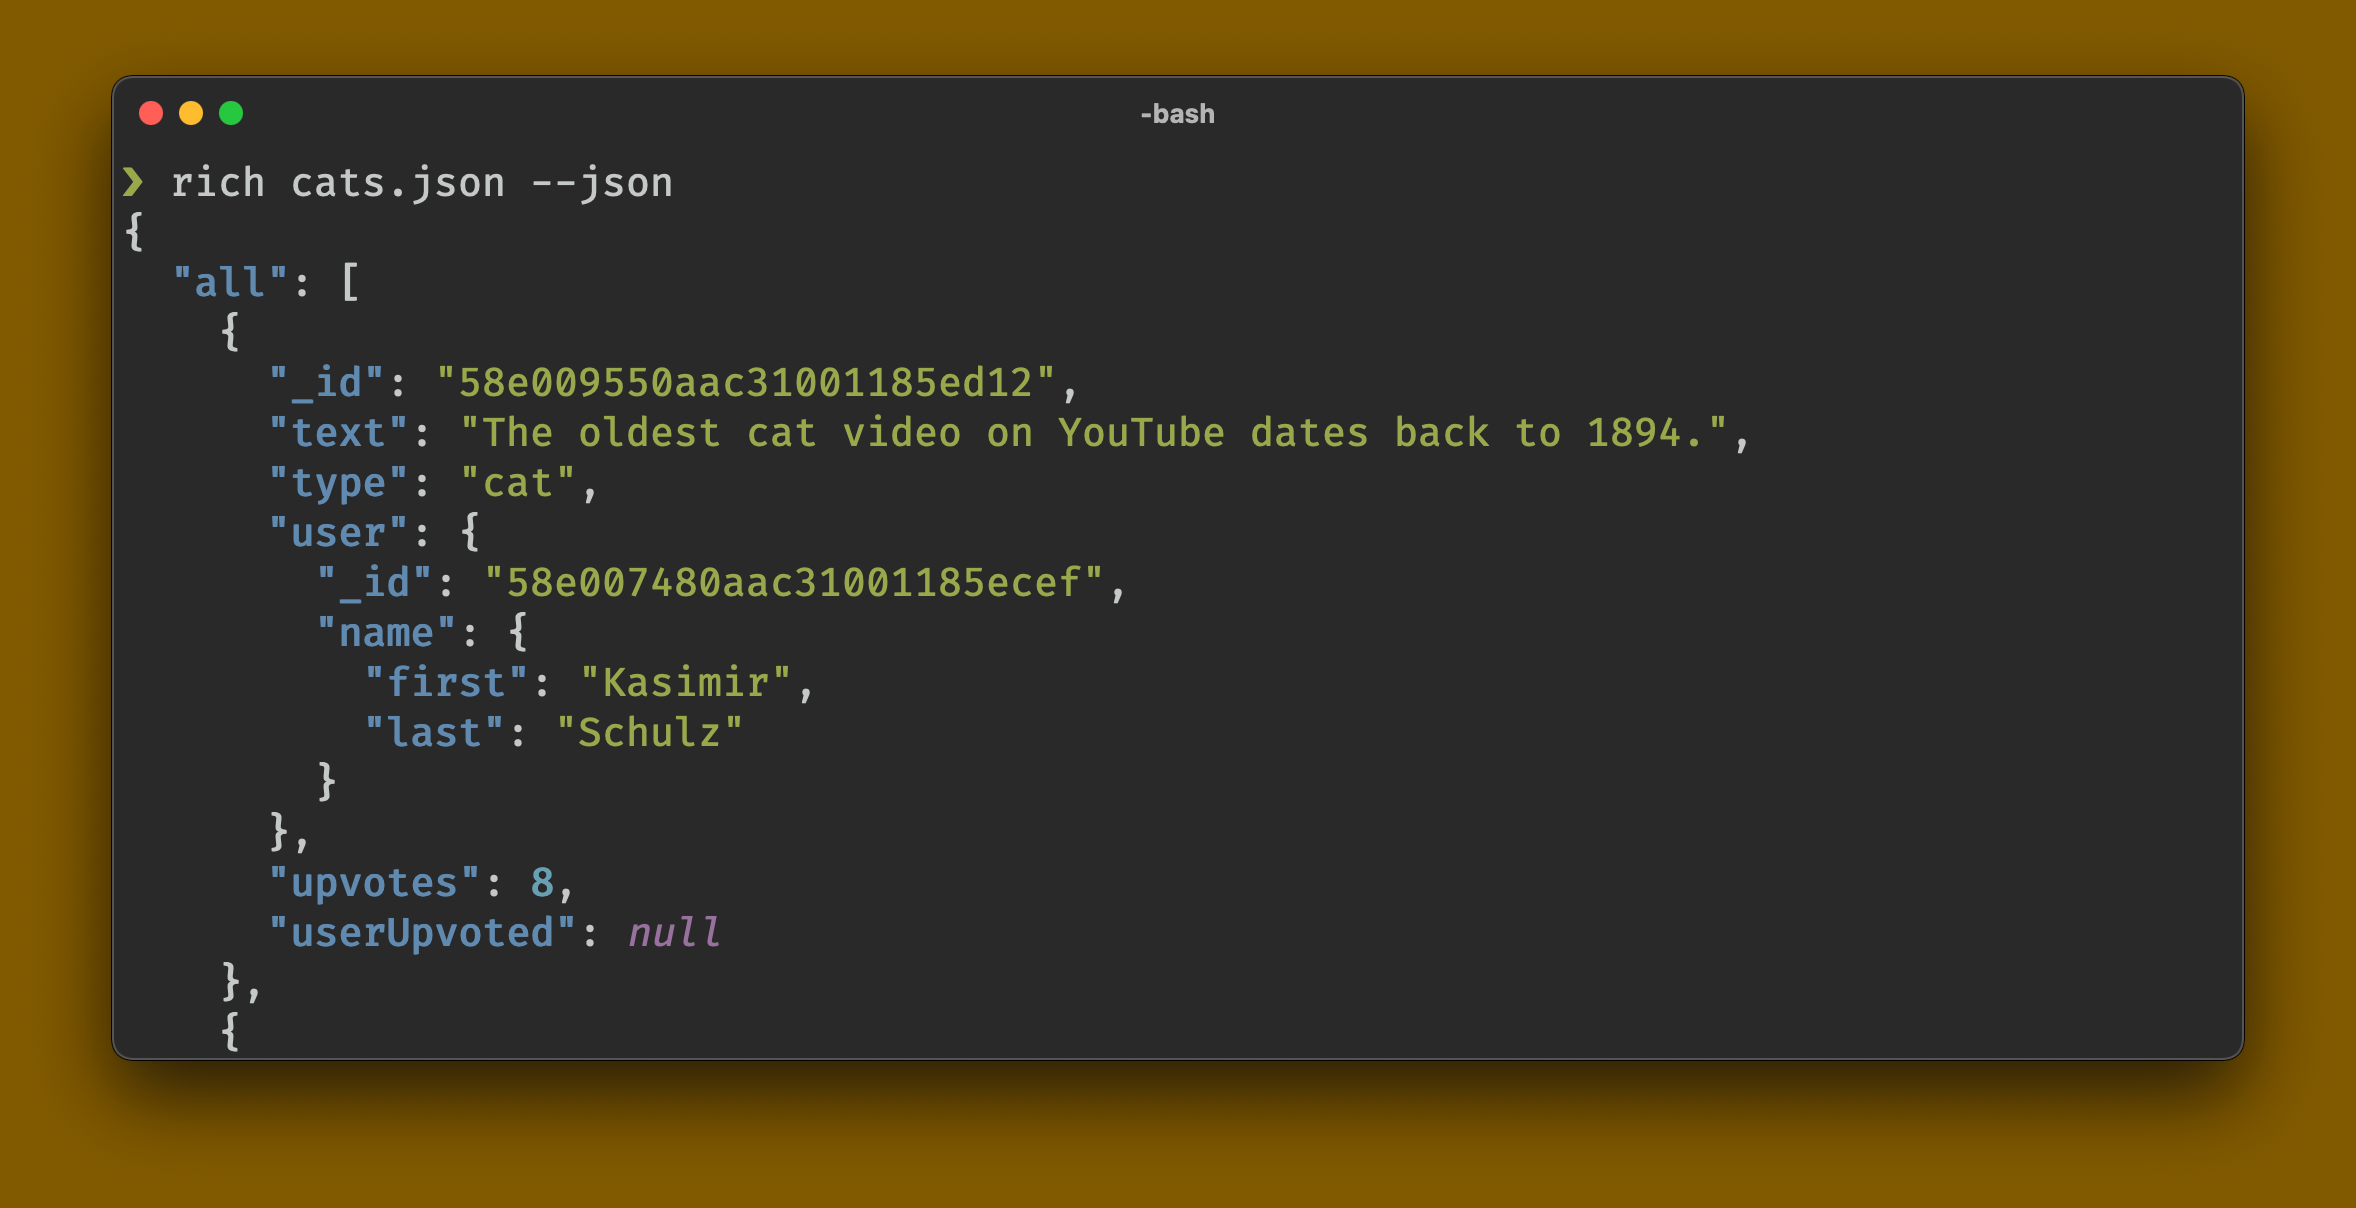 -bash
❯ rich cats.json --json
{
  "all": [
    {
      "_id": "58e009550aac31001185ed12",
      "text": "The oldest cat video on YouTube dates back to 1894.",
      "type": "cat",
      "user": {
        "_id": "58e007480aac31001185ecef",
        "name": {
          "first": "Kasimir",
          "last": "Schulz"
        }
      },
      "upvotes": 8,
      "userUpvoted": null
    },
    {